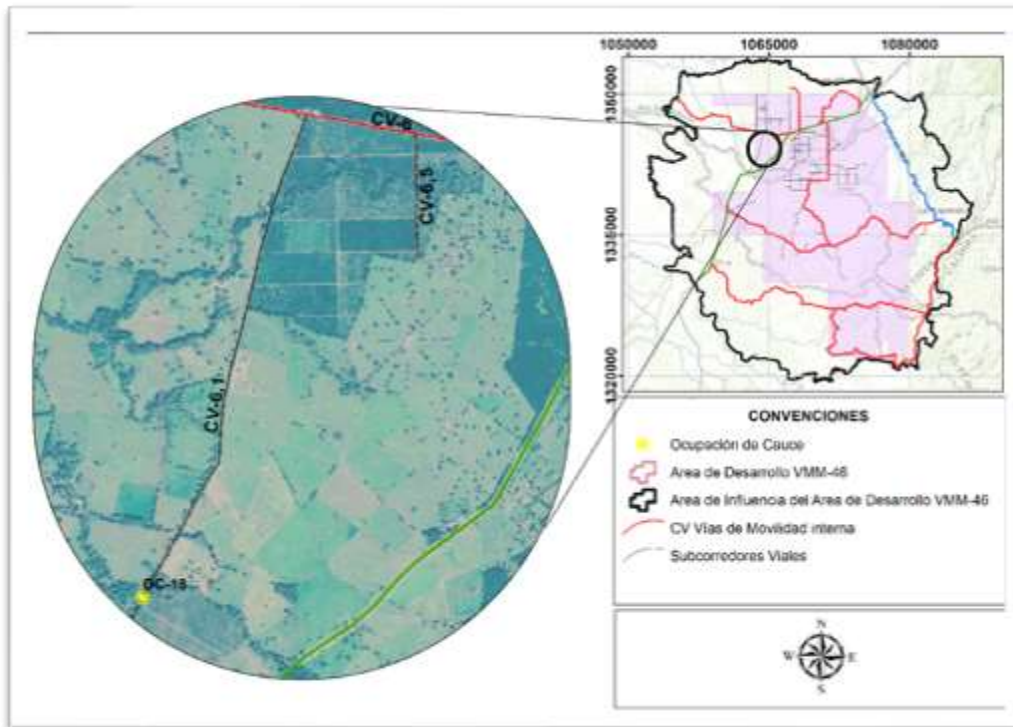 1050000 1065000 1080000
1350000
1335000
1320000
CV-6
CV-6,5
CV-6,1
OC-18
CONVENCIONES
Ocupación de Cauce
Area de Desarrollo VMM-46
Area de Influencia del Area de Desarrollo VMM-46
CV Vías de Movilidad interna
Subcorredores Viales
N
W E
S